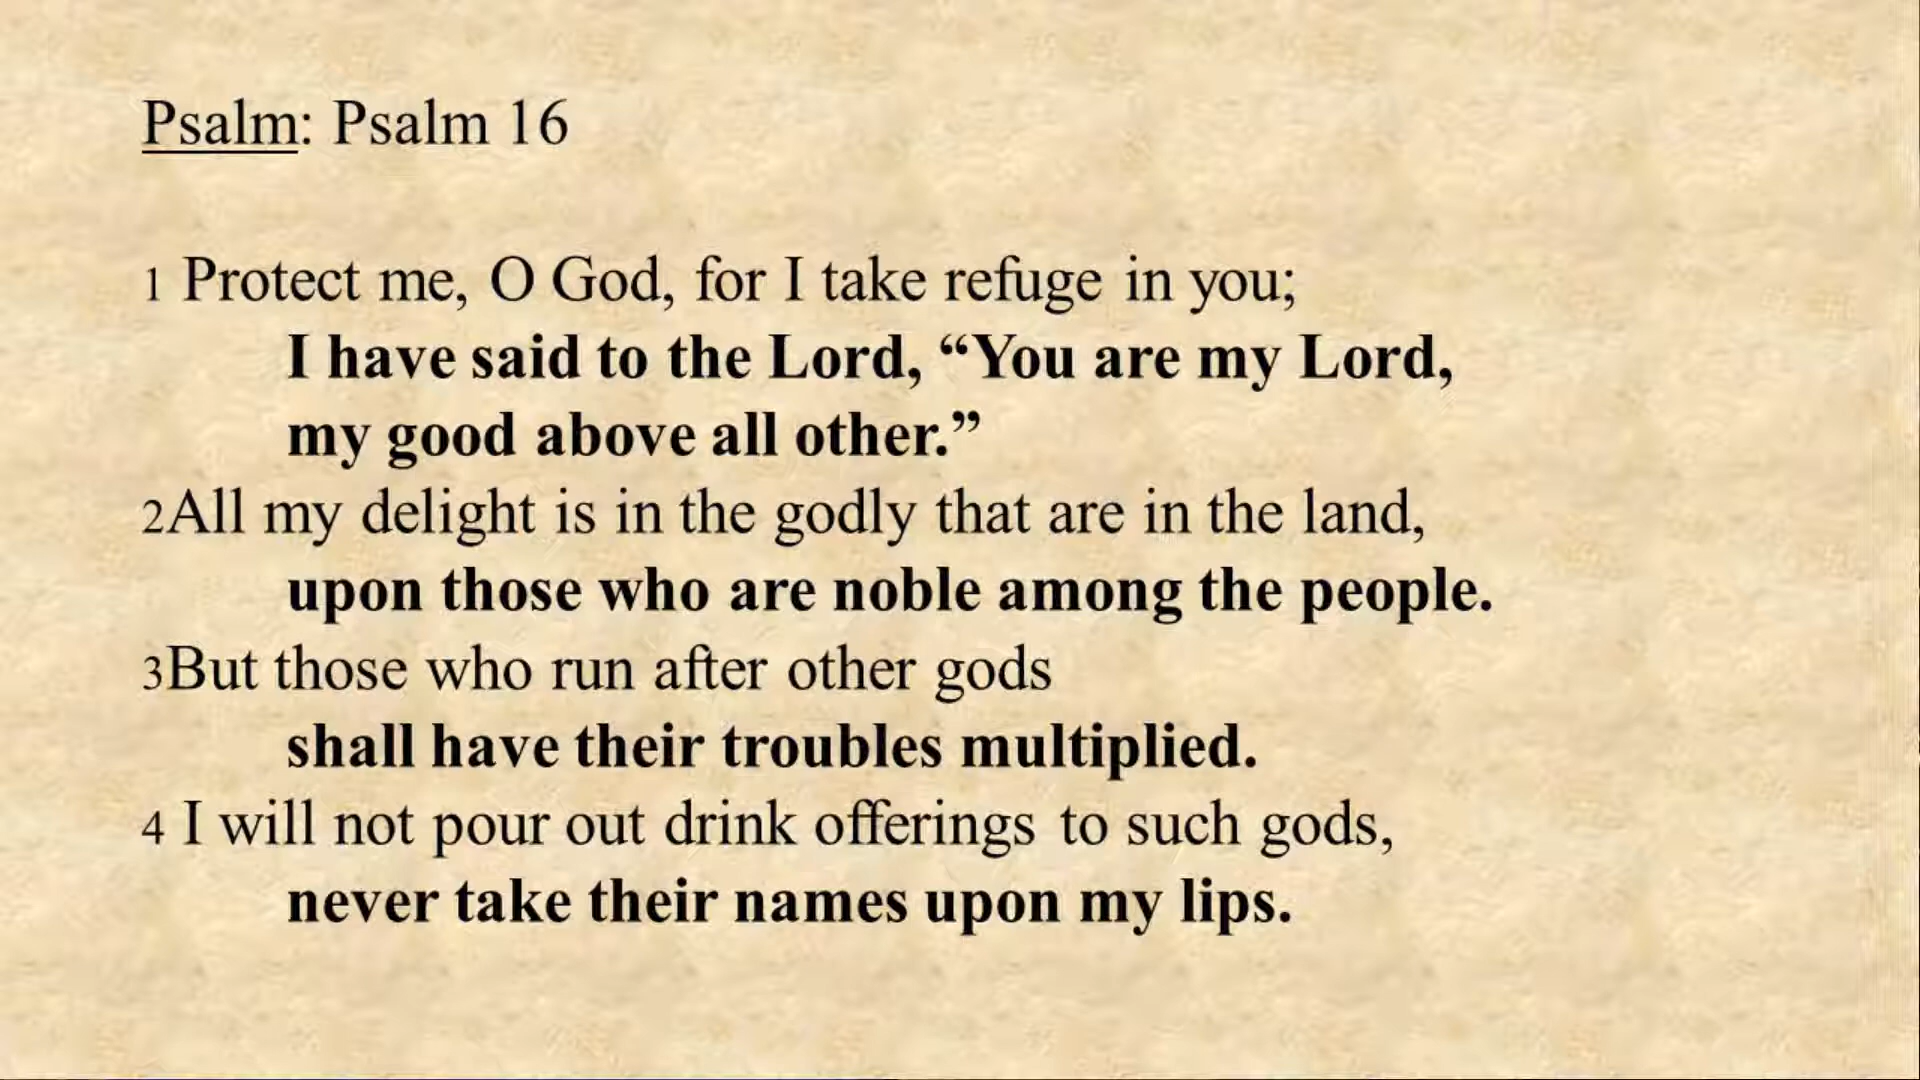 Psalm: Psalm 16
1 Protect me, O God, for I take refuge in you;
I have said to the Lord, “You are my Lord,
my good above all other.”
2All my delight is in the godly that are in the land,
upon those who are noble among the people.
3But those who run after other gods
shall have their troubles multiplied.
4 I will not pour out drink offerings to such gods,
never take their names upon my lips.